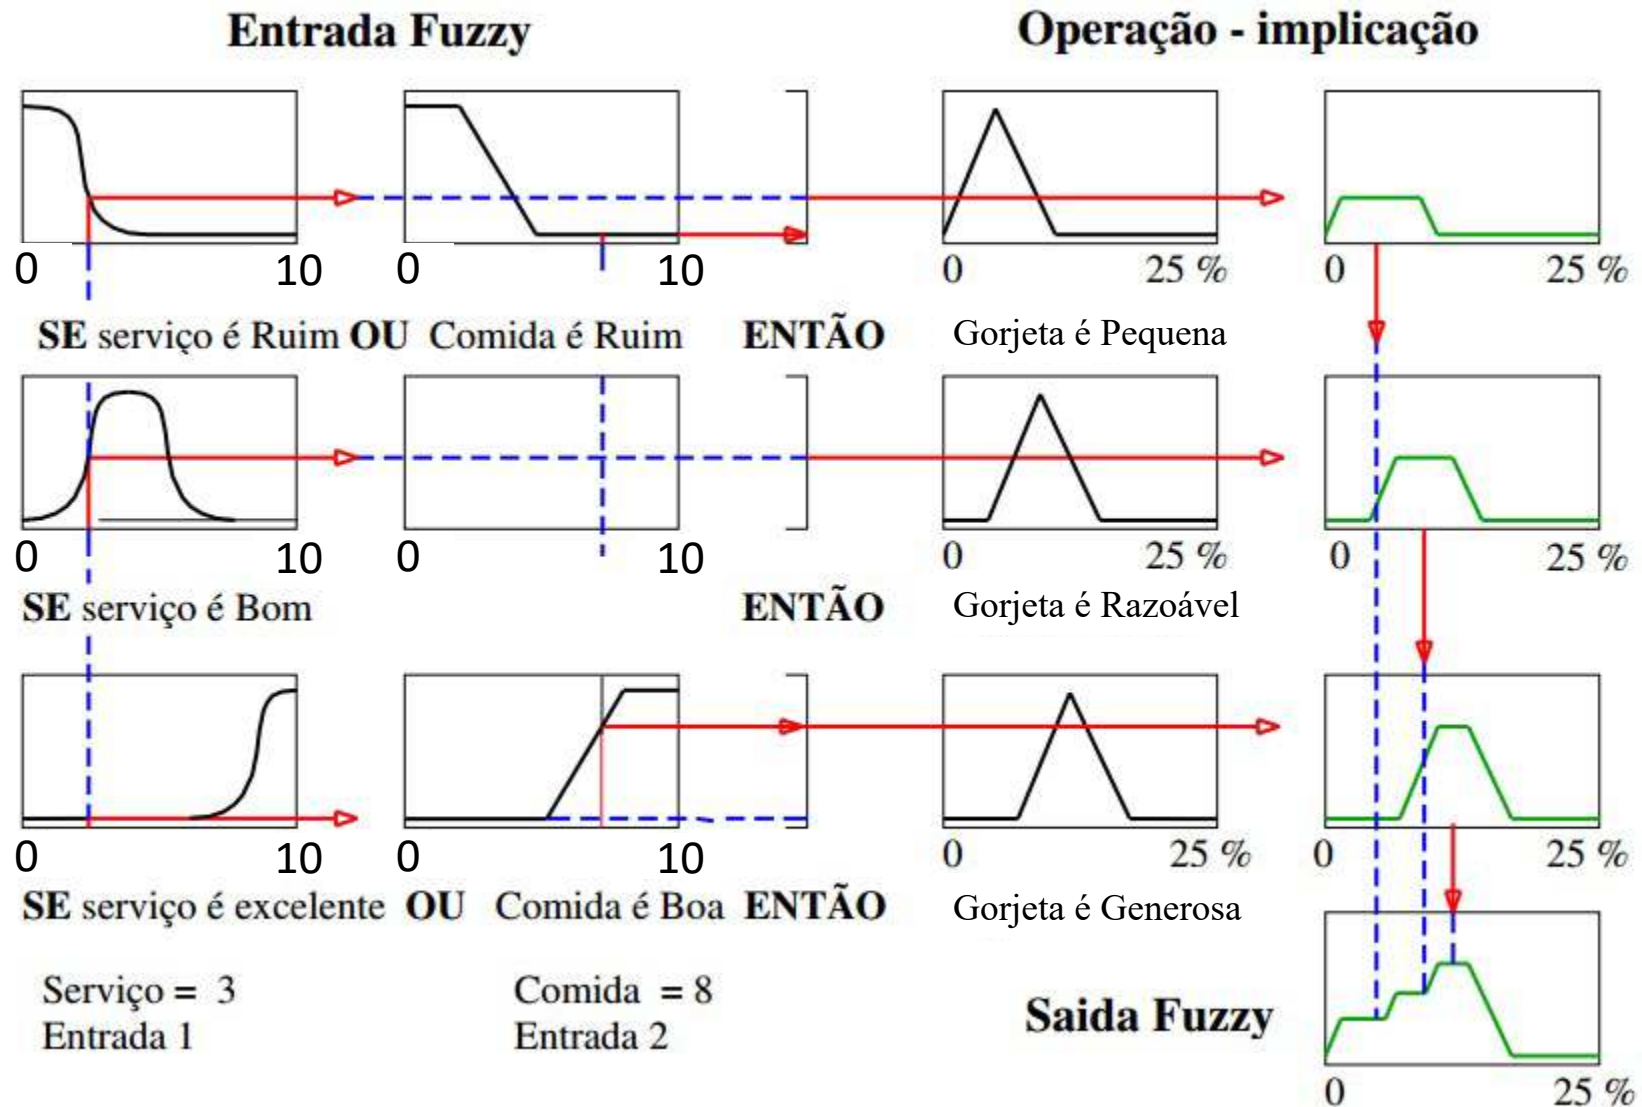 Entrada Fuzzy
Operação - implicação
0 10 0 10 0 25 % 0 25 %
SE serviço é Ruim OU Comida é Ruim ENTÃO Gorjeta é Pequena
0 10 0 10 0 25 % 0 25 %
SE serviço é Bom ENTÃO Gorjeta é Razoável
0 10 0 10 0 25 % 0 25 %
SE serviço é excelente OU Comida é Boa ENTÃO Gorjeta é Generosa
Serviço = 3
Entrada 1
Comida = 8
Entrada 2
Saida Fuzzy
0 25 %